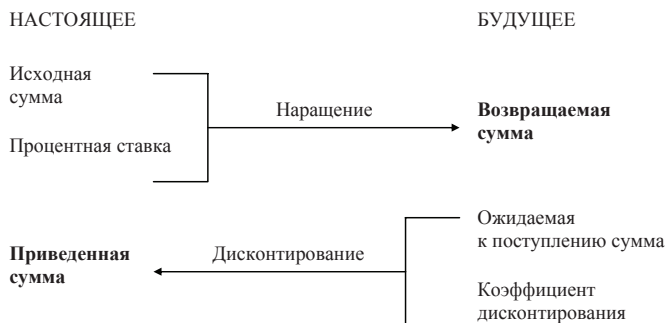 НАСТОЯЩЕЕ
БУДУЩЕЕ
Исходная
сумма
Процентная ставка
Наращение
Возвращаемая
сумма
Приведенная
сумма
Дисконтирование
Ожидаемая
к поступлению сумма
Коэффициент
дисконтирования